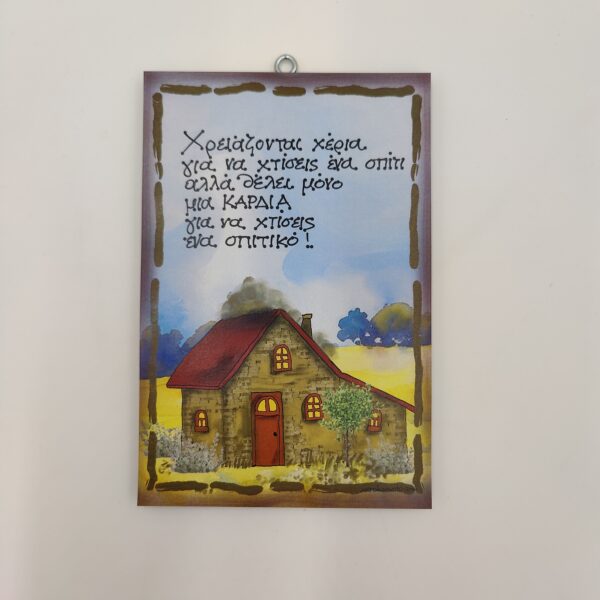 Χρειάζονται χέρια
για να χτίσεις ένα σπίτι
αλλά θέλει μόνο
μια ΚΑΡΔΙΑ
για να χτίσεις
ένα σπιτικό!